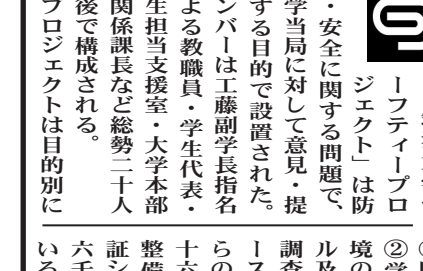 ーフティープロ
ジェクト」は防
・安全に関する問題で、
学当局に対して意見・提
する目的で設置された。
ンバーは工藤副学長指名
よる教職員・学生代表・
生担当支援室・大学本部
関係課長など総勢二十人
後で構成される。
プロジェクトは目的別に
②学
境の
ル及
調査
ース
らの
十六
整備
証シ
六千
いる